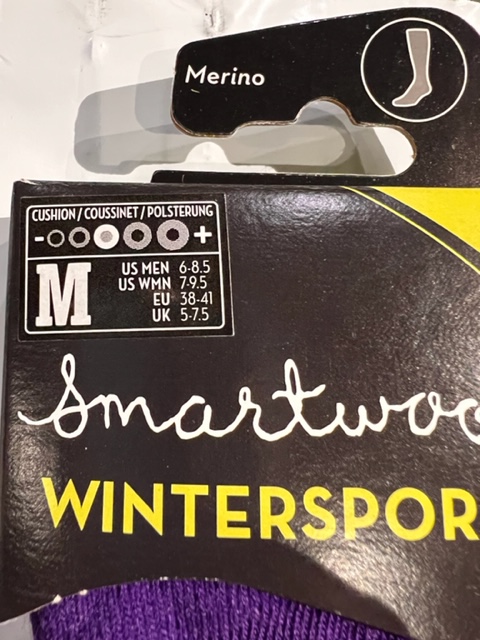 Merino
CUSHION / COUSSINET / POLSTERUNG
- +
M
US MEN 6-8.5
US WMN 7-9.5
EU 38-41
UK 5-7.5
Smartwoo
WINTERSPOR